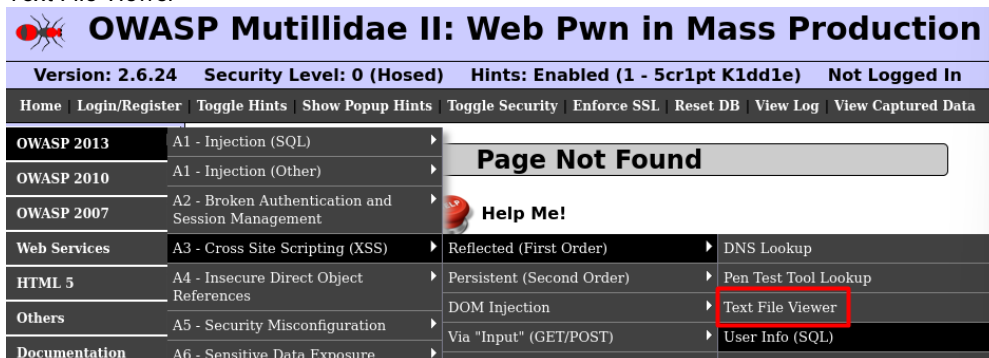 Text File Viewer
OWASP Mutillidae II: Web Pwn in Mass Production
Version: 2.6.24 Security Level: 0 (Hosed) Hints: Enabled (1 - 5cr1pt K1dd1e) Not Logged In
Home Login/Register Toggle Hints Show Popup Hints Toggle Security Enforce SSL Reset DB View Log View Captured Data
OWASP 2013
OWASP 2010
OWASP 2007
Web Services
HTML 5
Others
Documentation
A1 - Injection (SQL)
A1 - Injection (Other)
A2 - Broken Authentication and
Session Management
A3 - Cross Site Scripting (XSS)
A4 - Insecure Direct Object
References
A5 - Security Misconfiguration
A6 - Sensitive Data Exposure
Page Not Found
Help Me!
Reflected (First Order)
Persistent (Second Order)
DOM Injection
Via "Input" (GET/POST)
DNS Lookup
Pen Test Tool Lookup
Text File Viewer
User Info (SQL)